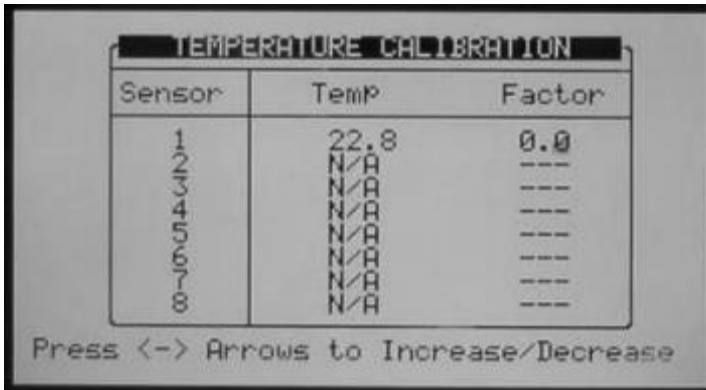 TEMPERATURE CALIBRATION
Sensor Temp Factor
1 22.8 0.0
2 N/A ---
3 N/A ---
4 N/A ---
5 N/A ---
6 N/A ---
7 N/A ---
8 N/A ---
Press <-> Arrows to Increase/Decrease